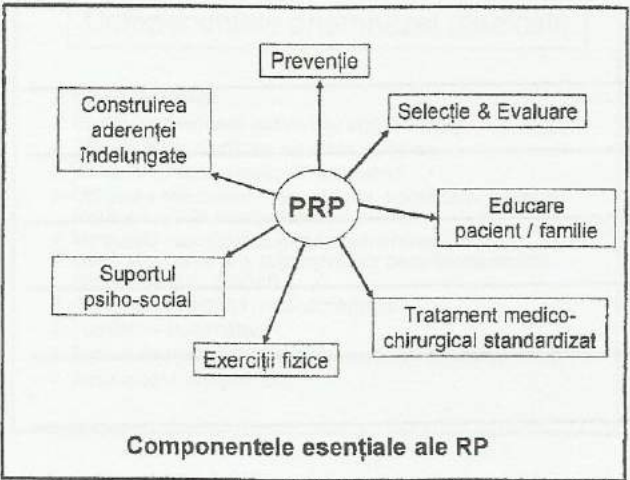 Prevenție
Selecție & Evaluare
Construirea
aderenței
îndelungate
PRP
Educare
pacient / familie
Suportul
psiho-social
Tratament medico-
chirurgical standardizat
Exerciții fizice
Componentele esențiale ale RP